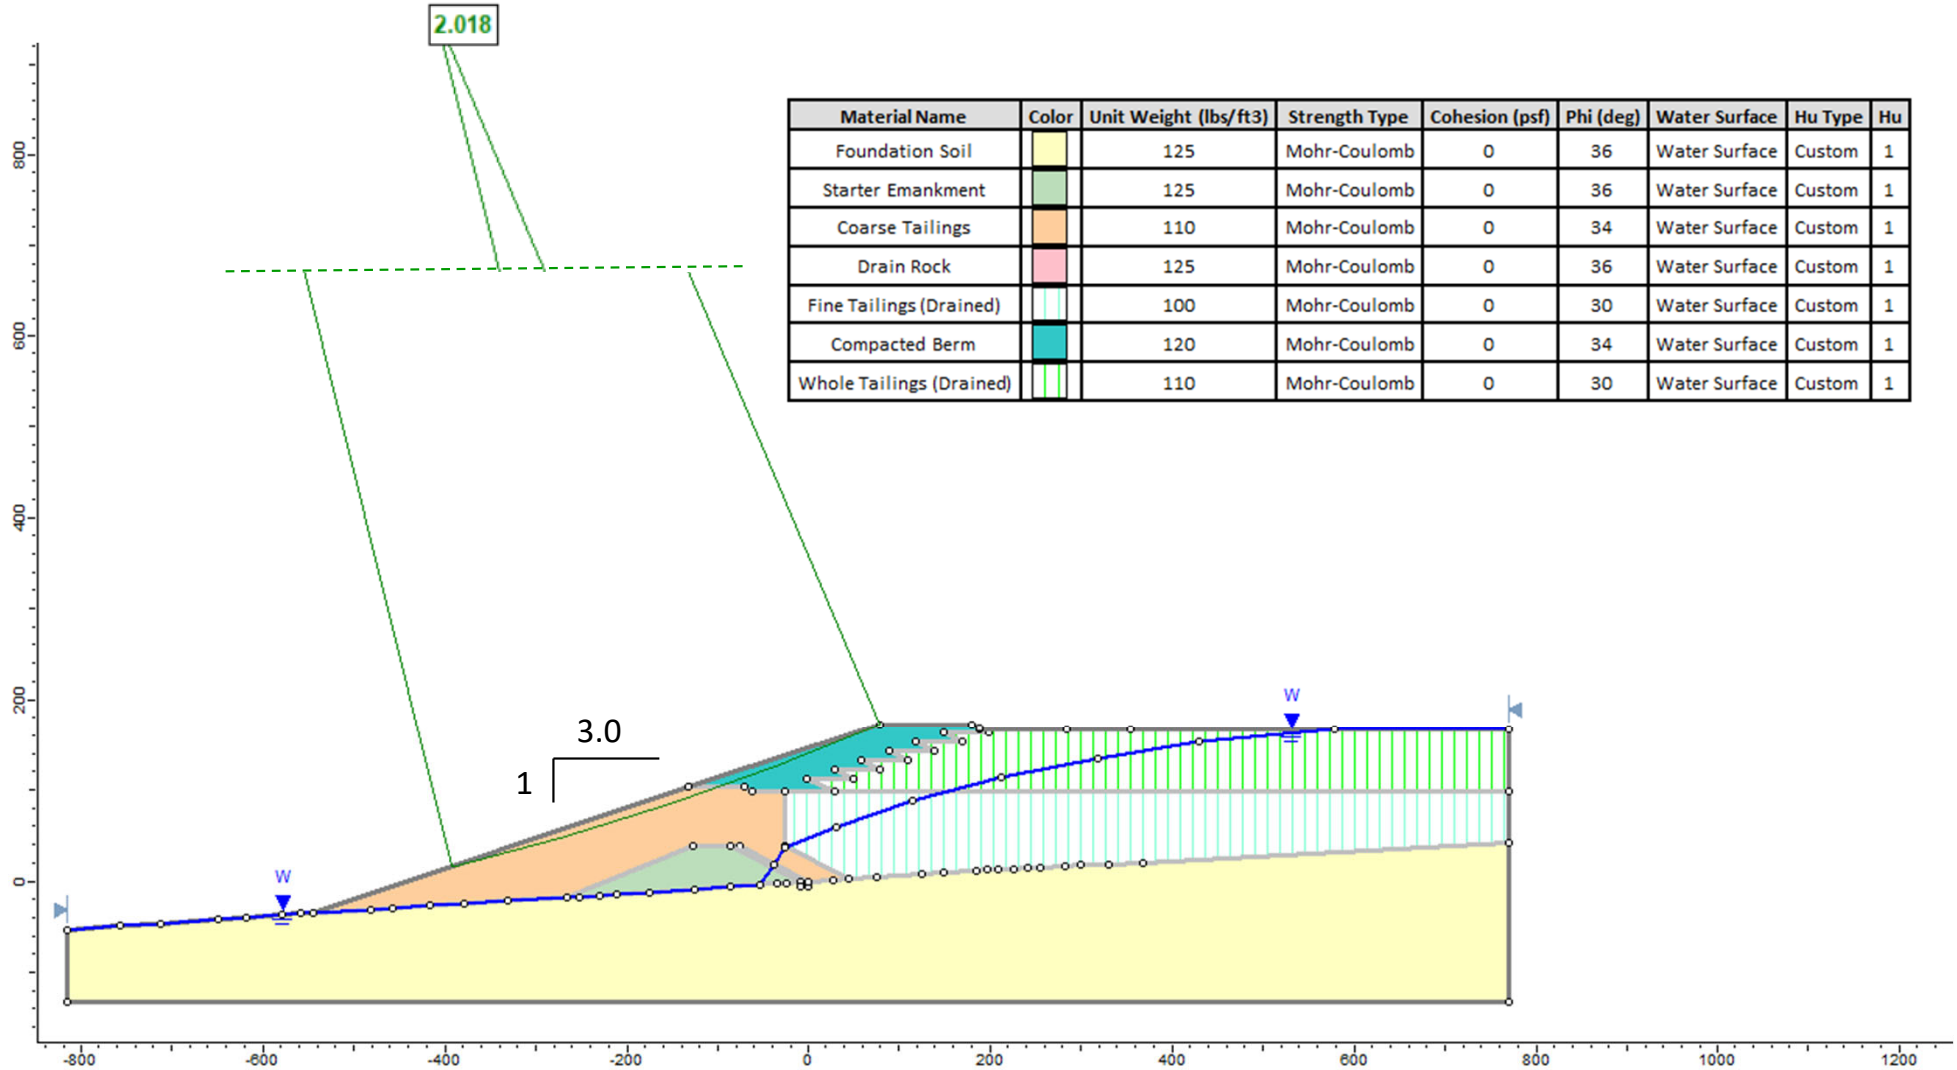 2.018
Material Name Color Unit Weight (lbs/ft3) Strength Type Cohesion (psf) Phi (deg) Water Surface Hu Type Hu
Foundation Soil 125 Mohr-Coulomb 0 36 Water Surface Custom 1
Starter Emankment 125 Mohr-Coulomb 0 36 Water Surface Custom 1
Coarse Tailings 110 Mohr-Coulomb 0 34 Water Surface Custom 1
Drain Rock 125 Mohr-Coulomb 0 36 Water Surface Custom 1
Fine Tailings (Drained) 100 Mohr-Coulomb 0 30 Water Surface Custom 1
Compacted Berm 120 Mohr-Coulomb 0 34 Water Surface Custom 1
Whole Tailings (Drained) 110 Mohr-Coulomb 0 30 Water Surface Custom 1
800
600
400
200
0
W
3.0
1
W
-800 -600 -400 -200 0 200 400 600 800 1000 1200